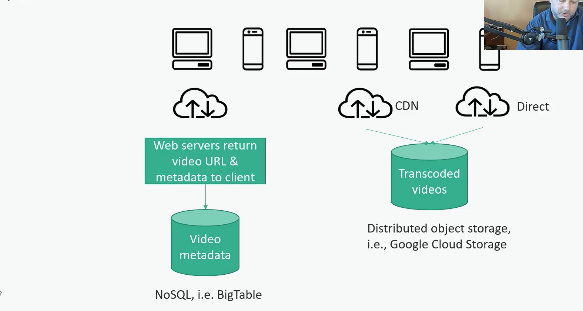 CDN
Direct
Web servers return
video URL &
metadata to client
Transcoded
videos
Video
metadata
Distributed object storage,
i.e., Google Cloud Storage
NoSQL, i.e. BigTable